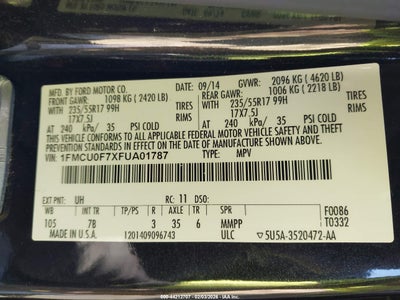 MFD. BY FORD MOTOR CO.
09/14 GVWR: 2096 KG ( 4620 LB)
FRONT GAWR: 1098 KG ( 2420 LB) REAR GAWR: 1006 KG ( 2218 LB)
235/55R17 99H TIRES 235/55R17 99H TIRES
17X7.5J RIMS 17X7.5J RIMS
AT 240 kPa/ 35 PSI COLD AT 240 kPa/ 35 PSI COLD
THIS VEHICLE CONFORMS TO ALL APPLICABLE FEDERAL MOTOR VEHICLE SAFETY
AND THEFT PREVENTION STANDARDS IN EFFECT ON THE DATE OF MANUFACTURE
SHOWN ABOVE.
VIN: 1FMCU0F7XFUA01787 TYPE: MPV
EXT PNT: UH RC: 11 DSO:
WB BRK INT TR TP/PS R AXLE TR SPR F0086
105 7B 3 35 6 MMPP T0332
MADE IN U.S.A. 1201409096743 ULC 5U5A-3520472-AA